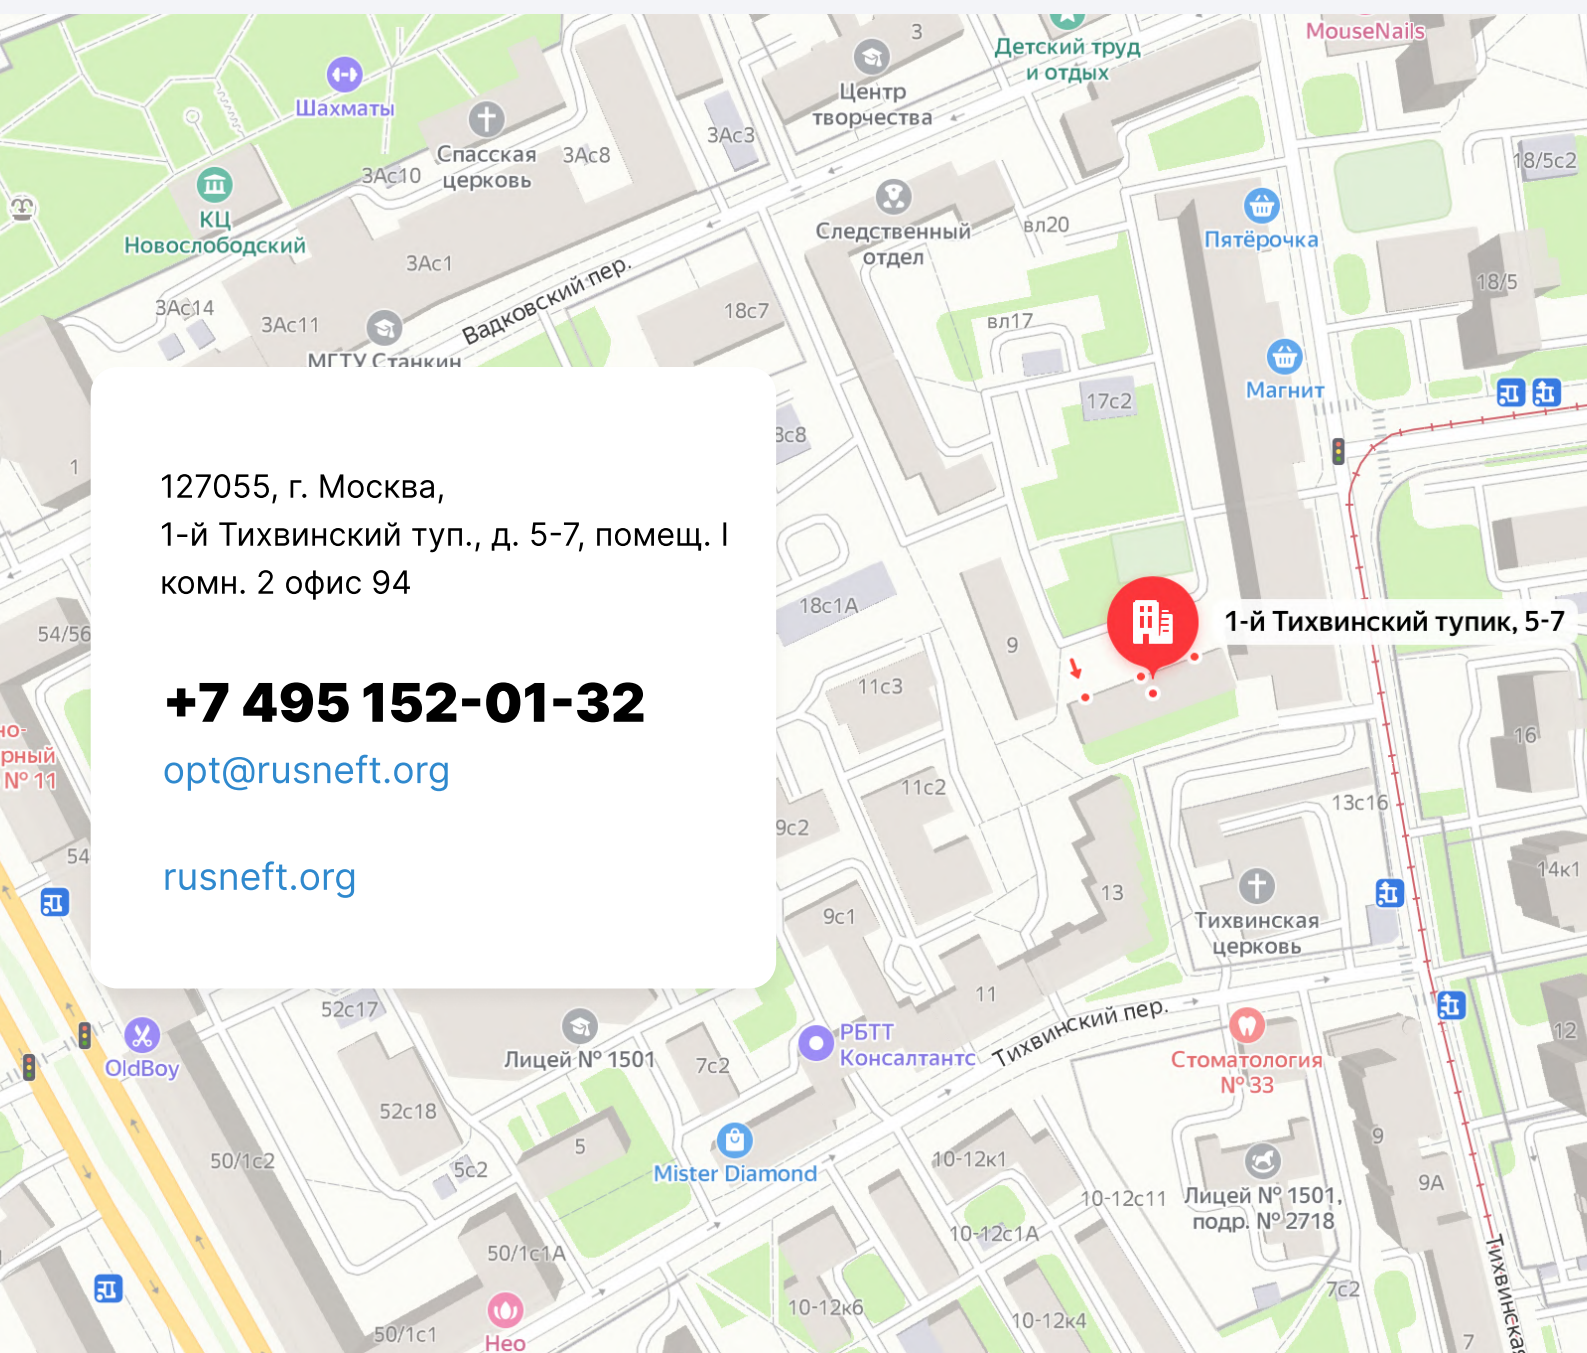 MouseNails
3
Детский труд
и отдых
Центр
творчества
Шахматы
3Ас3
Спасская
церковь
3Ас8
3Ас10
18/5с2
КЦ
Новослободский
Следственный
отдел
вл20
Пятёрочка
3Ас1
Вадковский пер.
18/5
3Ас14
3Ас11
18с7
вл17
МГТУ Станкин
Магнит
17с2
1
127055, г. Москва,
1-й Тихвинский туп., д. 5-7, помещ. I
комн. 2 офис 94
+7 495 152-01-32
opt@rusneft.org
rusneft.org
18с1А
54/56
9
1-й Тихвинский тупик, 5-7
11с3
№ 11
16
11с2
13с16
9с2
54
14к1
13
9с1
Тихвинская
церковь
11
52с17
Тихвинский пер.
OldBoy
Лицей № 1501
7с2
РБТТ
Консалтантс
Стоматология
№ 33
12
52с18
5
50/1с2
5с2
Mister Diamond
10-12к1
9
9А
10-12с11
Лицей № 1501,
подр. № 2718
10-12с1А
50/1с1А
7с2
10-12к6
10-12к4
50/1с1
Нео
7
Тихвинская